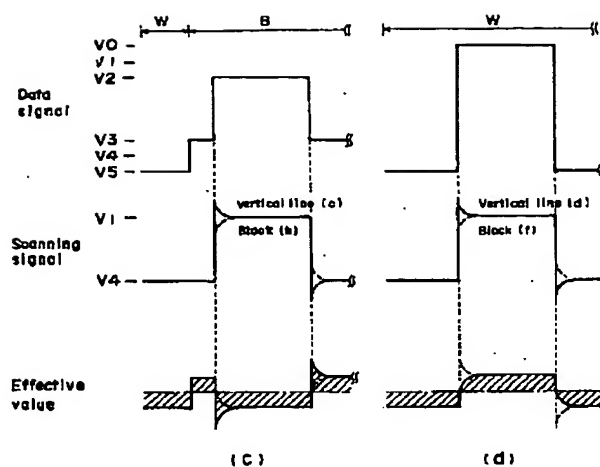 W B W
V0
V1
V2
Data
signal
V3
V4
V5
Vertical line (c) Vertical line (d)
V1
Block (h) Block (f)
Scanning
signal
V4
Effective
value
(c) (d)